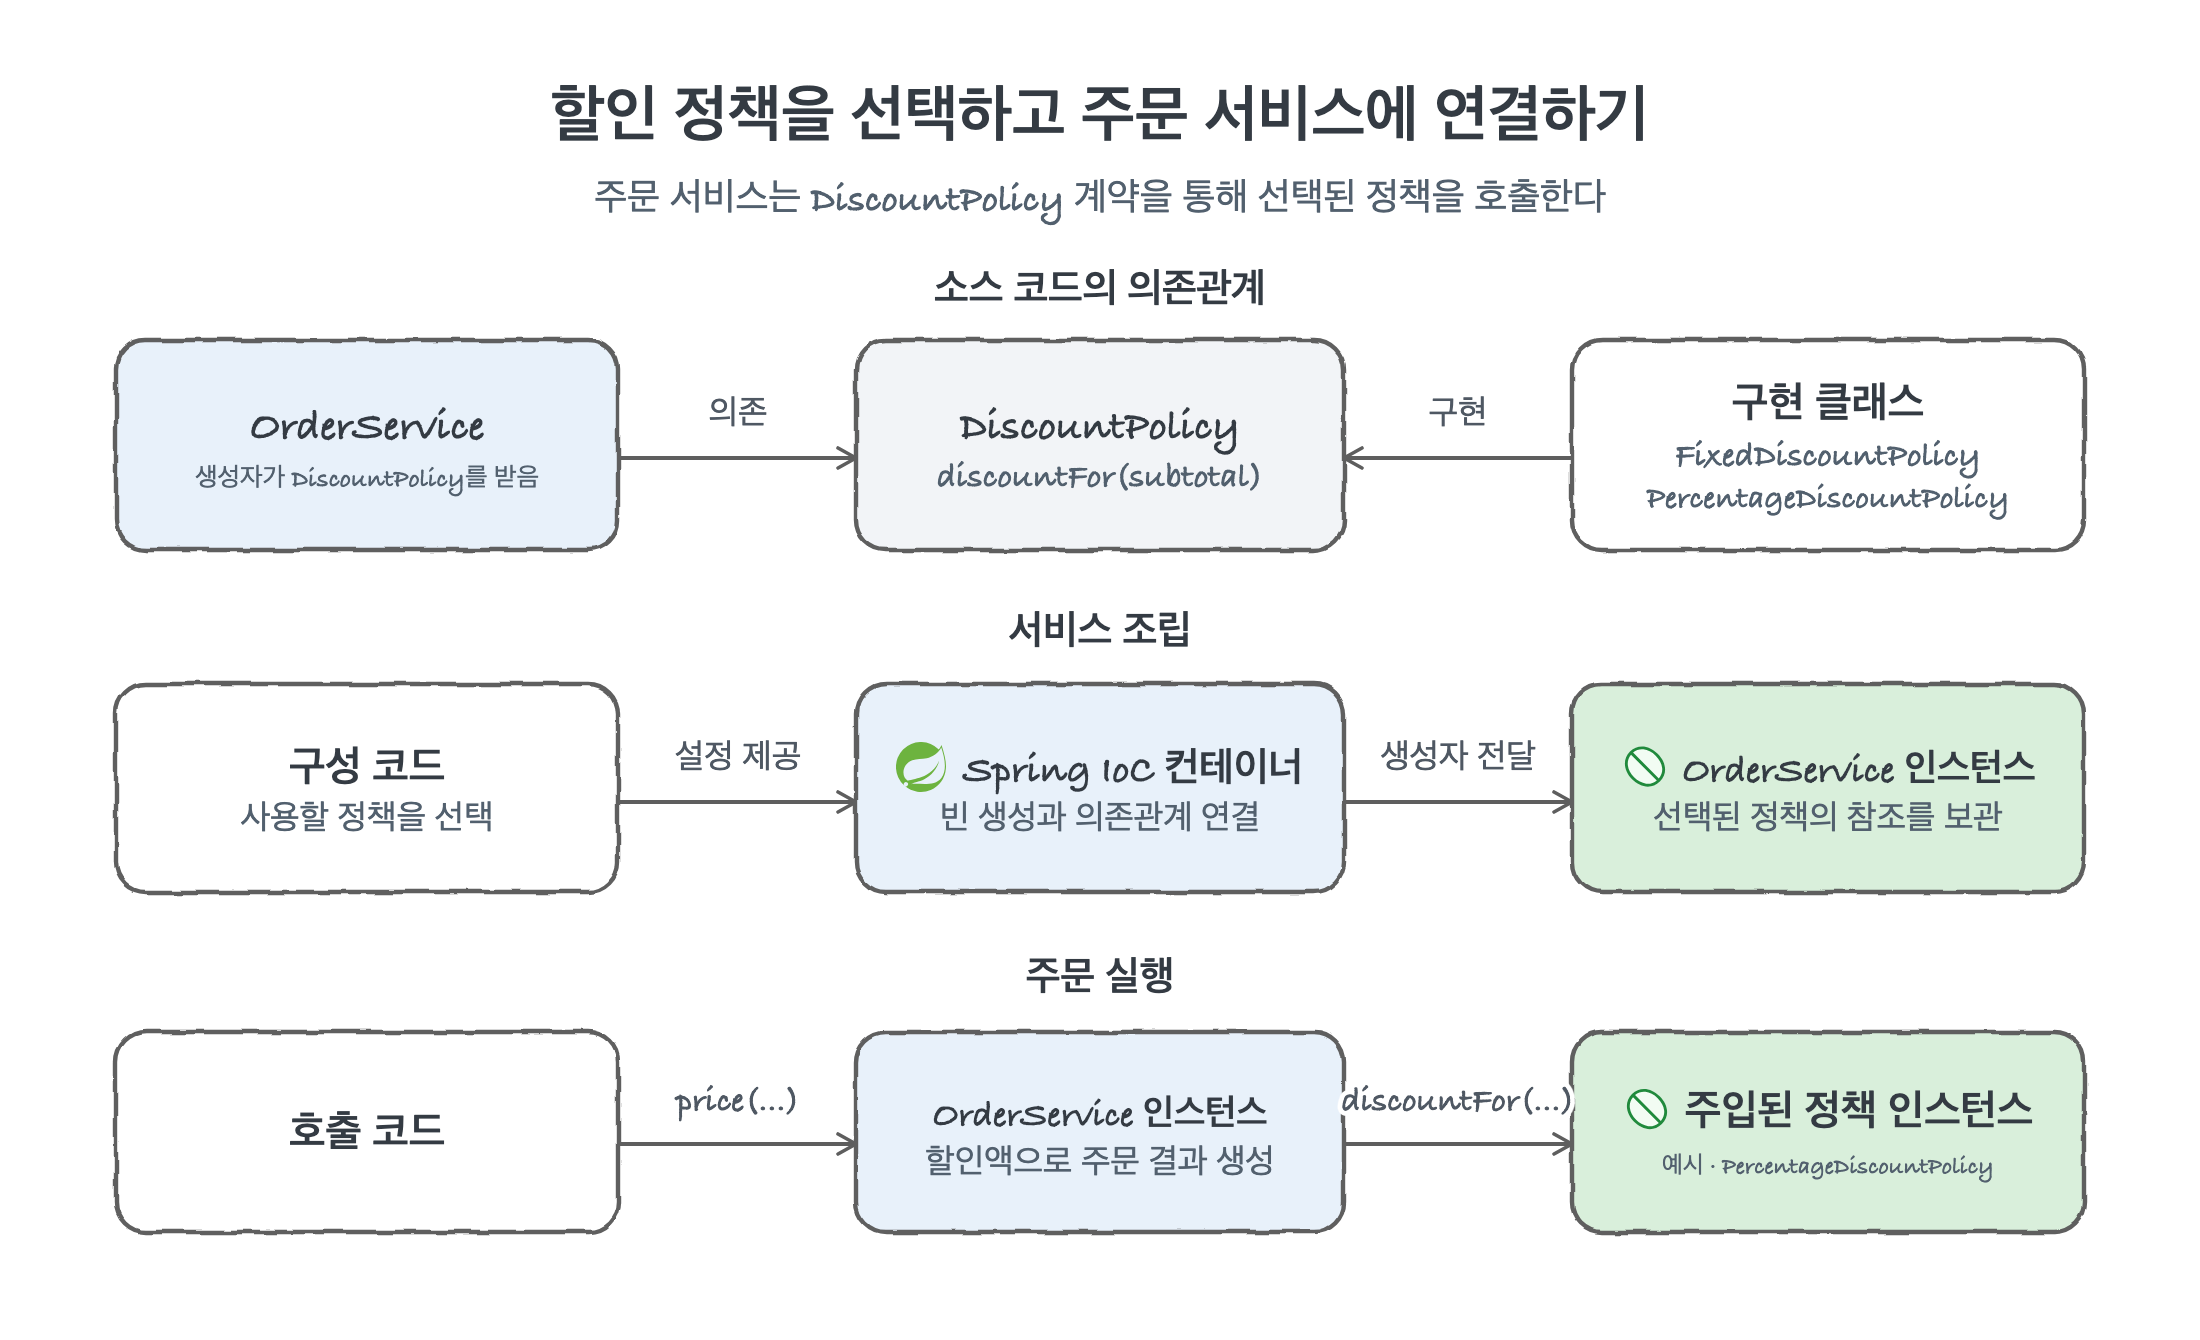 할인 정책을 선택하고 주문 서비스에 연결하기
주문 서비스는 DiscountPolicy 계약을 통해 선택된 정책을 호출한다
소스 코드의 의존관계
OrderService
생성자가 DiscountPolicy를 받음
의존
DiscountPolicy
discountFor(subtotal)
구현
구현 클래스
FixedDiscountPolicy
PercentageDiscountPolicy
서비스 조립
구성 코드
사용할 정책을 선택
설정 제공
Spring IoC 컨테이너
빈 생성과 의존관계 연결
생성자 전달
OrderService 인스턴스
선택된 정책의 참조를 보관
주문 실행
호출 코드
price(...)
OrderService 인스턴스
할인액으로 주문 결과 생성
discountFor(...)
주입된 정책 인스턴스
예시 · PercentageDiscountPolicy